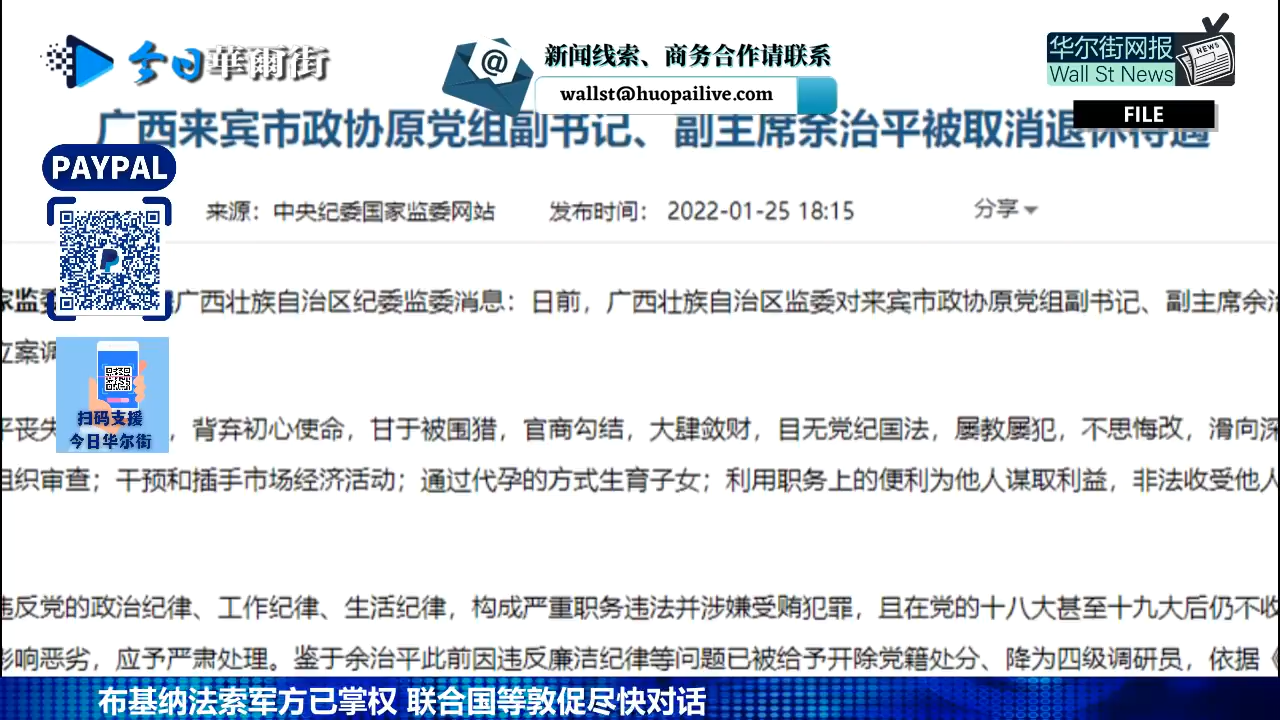 今日華爾街
新闻线索、商务合作请联系
wallst@huopailive.com
华尔街网报
Wall St News
NEWS
FILE
广西来宾市政协原党组副书记、副主席余治平被取消退休待遇
PAYPAL
来源：中央纪委国家监委网站 发布时间： 2022-01-25 18:15 分享
家监委 广西壮族自治区纪委监委消息：日前，广西壮族自治区监委对来宾市政协原党组副书记、副主席余治
立案调
扫码支援
今日华尔街
平丧失 ，背弃初心使命，甘于被围猎，官商勾结，大肆敛财，目无党纪国法，屡教屡犯，不思悔改，滑向深
组织审查；干预和插手市场经济活动；通过代孕的方式生育子女；利用职务上的便利为他人谋取利益，非法收受他人
违反党的政治纪律、工作纪律、生活纪律，构成严重职务违法并涉嫌受贿犯罪，且在党的十八大甚至十九大后仍不收
影响恶劣，应予严肃处理。鉴于余治平此前因违反廉洁纪律等问题已被给予开除党籍处分、降为四级调研员，依据《
布基纳法索军方已掌权 联合国等敦促尽快对话